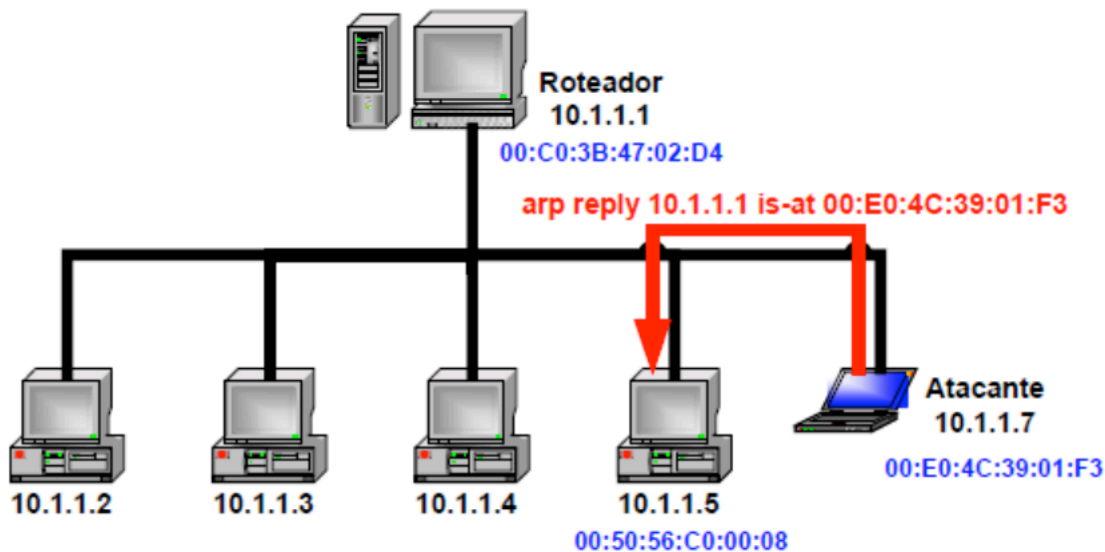 Roteador
10.1.1.1
00:C0:3B:47:02:D4
arp reply 10.1.1.1 is-at 00:E0:4C:39:01:F3
Atacante
10.1.1.7
00:E0:4C:39:01:F3
10.1.1.2
10.1.1.3
10.1.1.4
10.1.1.5
00:50:56:C0:00:08